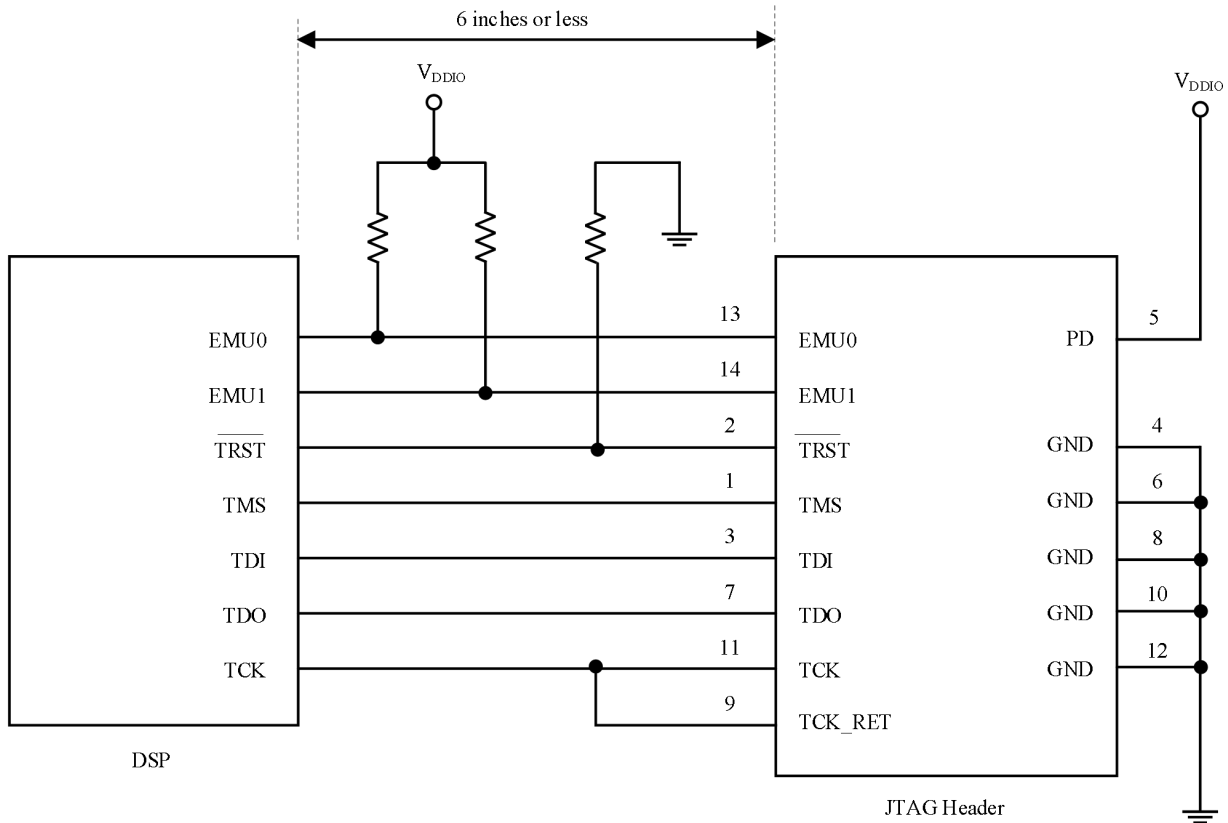 6 inches or less
VDDIO
VDDIO
13
5
EMU0
EMU0
PD
14
EMU1
EMU1
4
2
GND
TRST
TRST
6
1
GND
TMS
TMS
8
3
GND
TDI
TDI
10
7
GND
TDO
TDO
12
11
GND
TCK
TCK
9
TCK_RET
DSP
JTAG Header